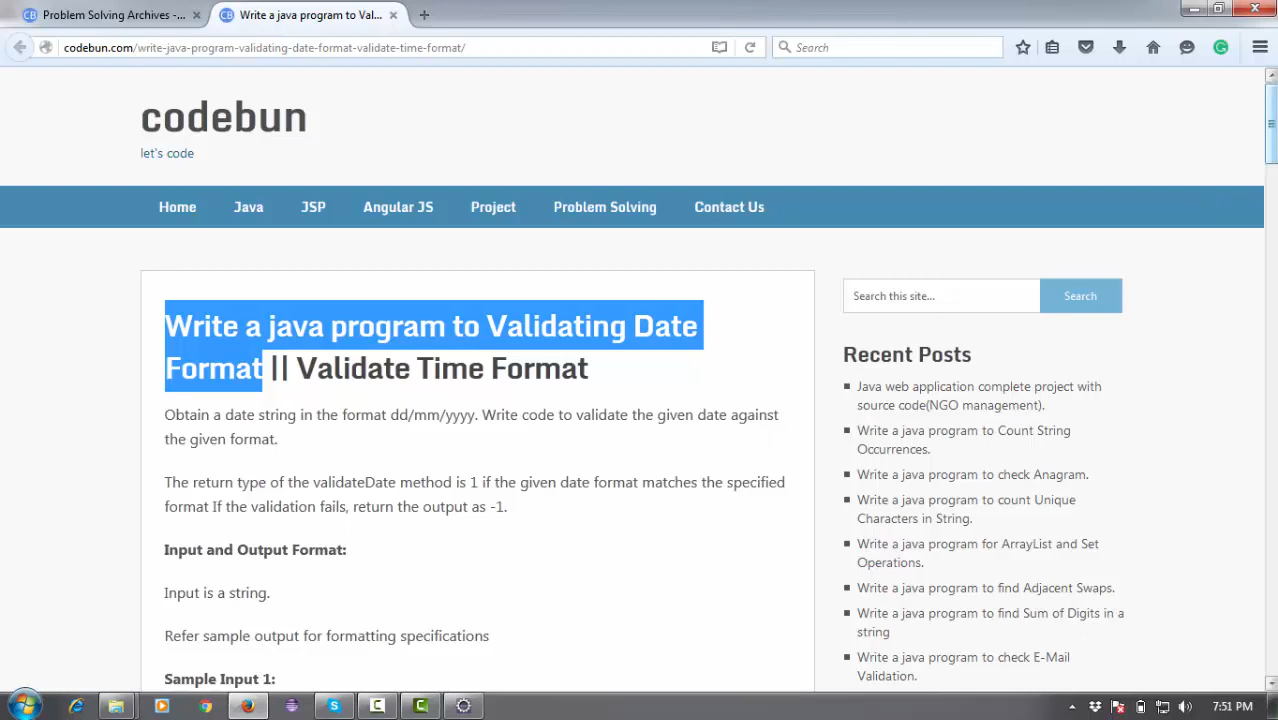 Problem Solving Archives -...
Write a java program to Val...
codebun.com/write-java-program-validating-date-format-validate-time-format/
Search
codebun
let's code
Home Java JSP Angular JS Project Problem Solving Contact Us
Write a java program to Validating Date
Format || Validate Time Format
Obtain a date string in the format dd/mm/yyyy. Write code to validate the given date against
the given format.
The return type of the validateDate method is 1 if the given date format matches the specified
format If the validation fails, return the output as -1.
Input and Output Format:
Input is a string.
Refer sample output for formatting specifications
Sample Input 1:
Search this site...
Search
Recent Posts
Java web application complete project with
source code(NGO management).
Write a java program to Count String
Occurrences.
Write a java program to check Anagram.
Write a java program to count Unique
Characters in String.
Write a java program for ArrayList and Set
Operations.
Write a java program to find Adjacent Swaps.
Write a java program to find Sum of Digits in a
string
Write a java program to check E-Mail
Validation.
7:51 PM